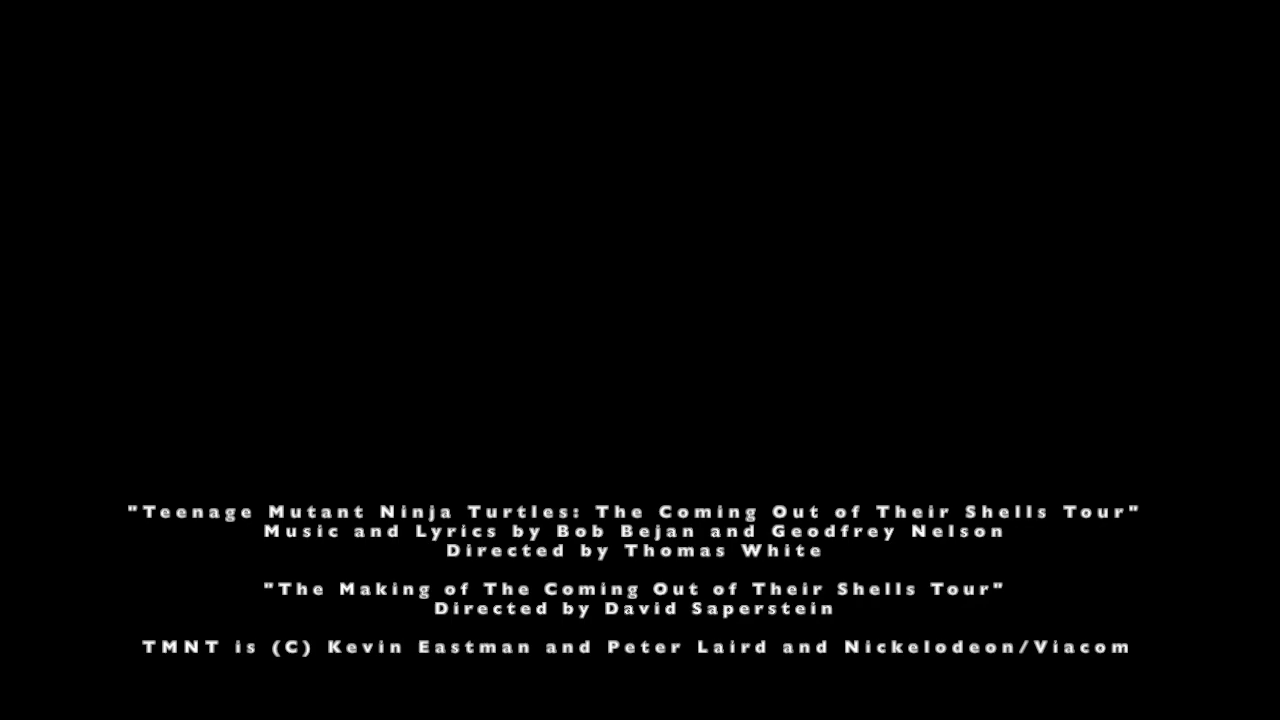 "Teenage Mutant Ninja Turtles: The Coming Out of Their Shells Tour"
Music and Lyrics by Bob Bejan and Geodfrey Nelson
Directed by Thomas White
"The Making of The Coming Out of Their Shells Tour"
Directed by David Saperstein
TMNT is (C) Kevin Eastman and Peter Laird and Nickelodeon/Viacom